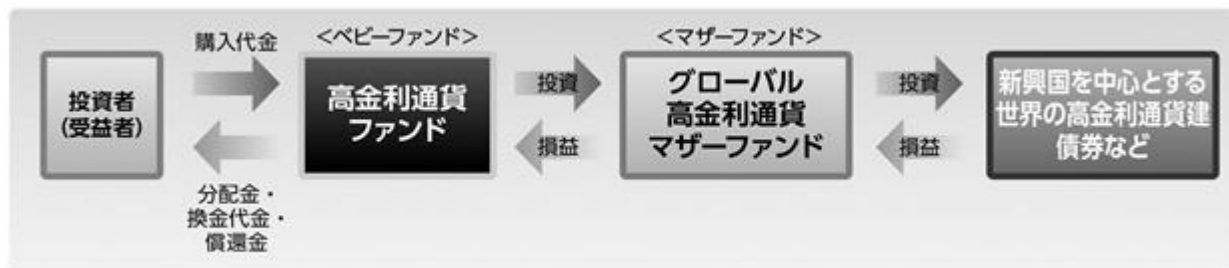 購入代金
<ベビーファンド>
<マザーファンド>
投資者
(受益者)
高金利通貨
ファンド
投資
損益
グローバル
高金利通貨
マザーファンド
投資
損益
新興国を中心とする
世界の高金利通貨建
債券など
分配金・
換金代金・
償還金